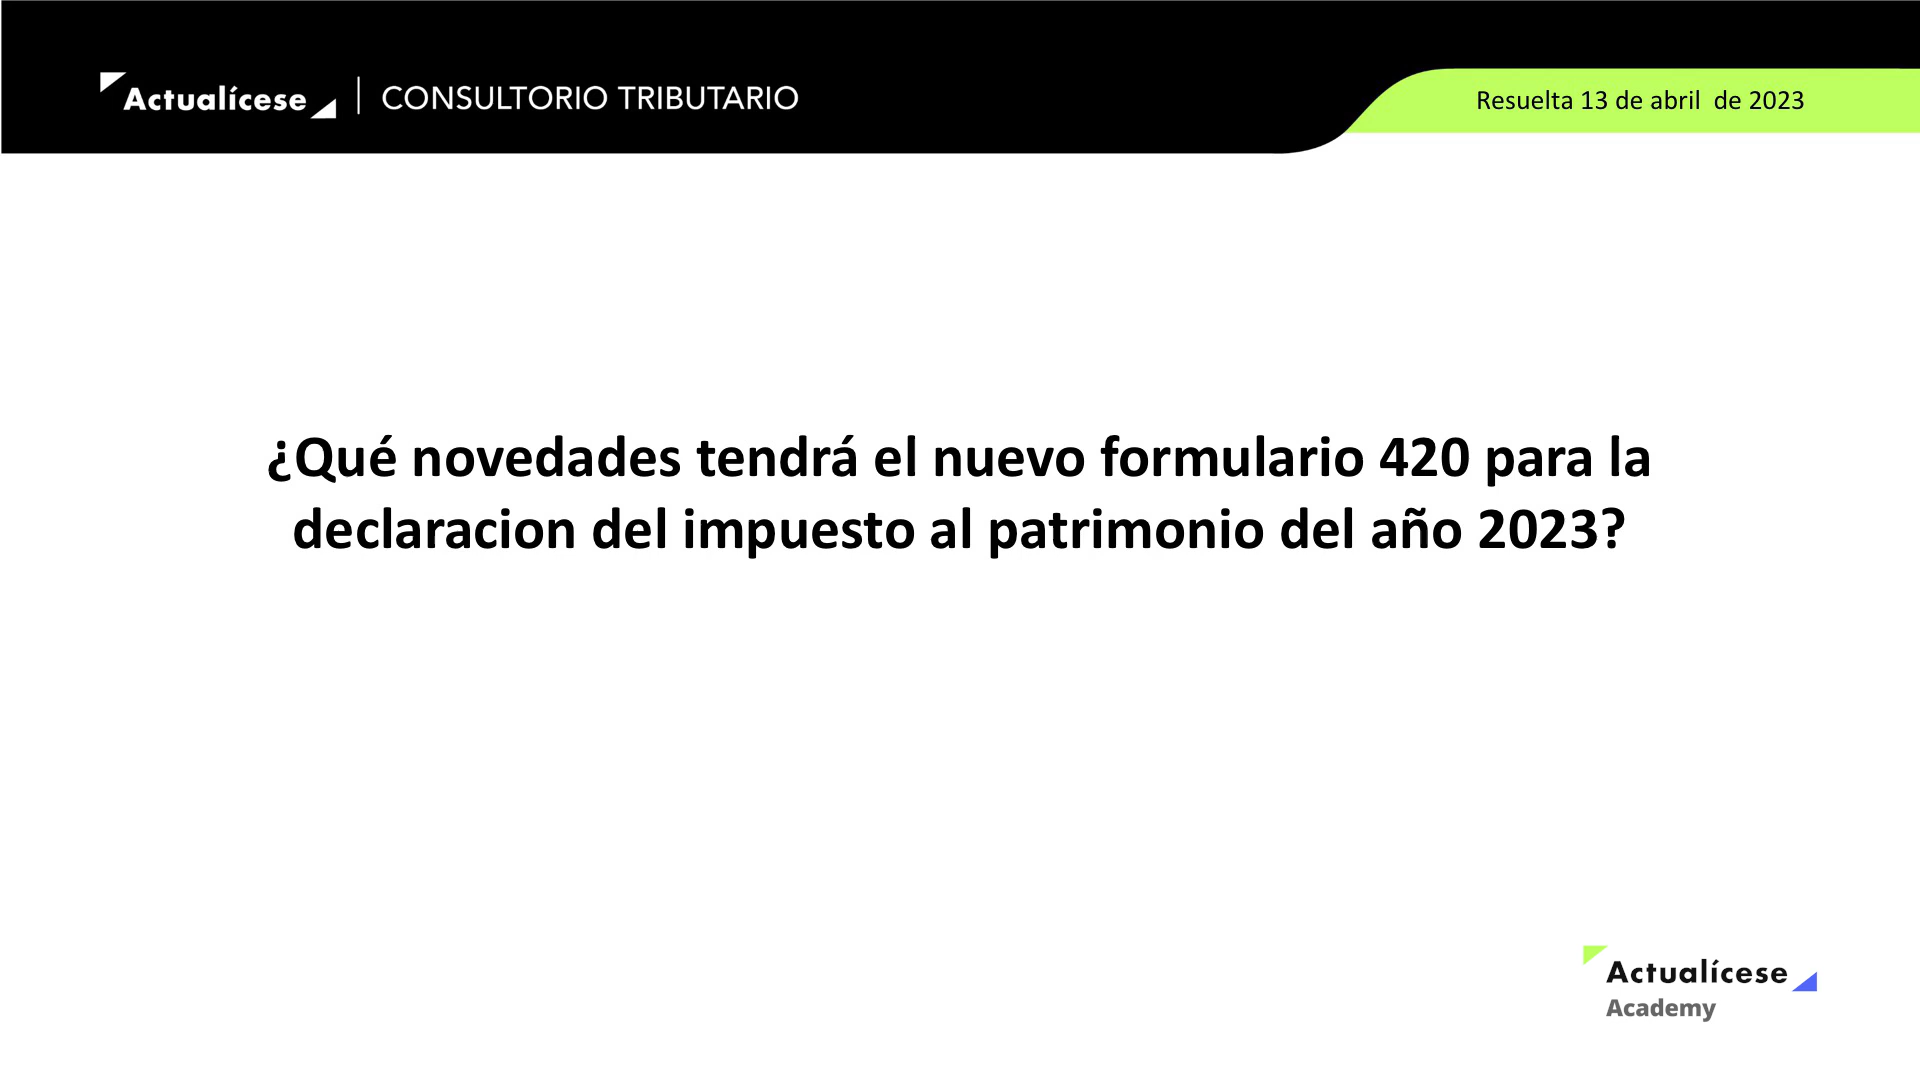 Actualícese | CONSULTORIO TRIBUTARIO
Resuelta 13 de abril  de 2023
¿Qué novedades tendrá el nuevo formulario 420 para la
declaracion del impuesto al patrimonio del año 2023?
Actualícese
Academy